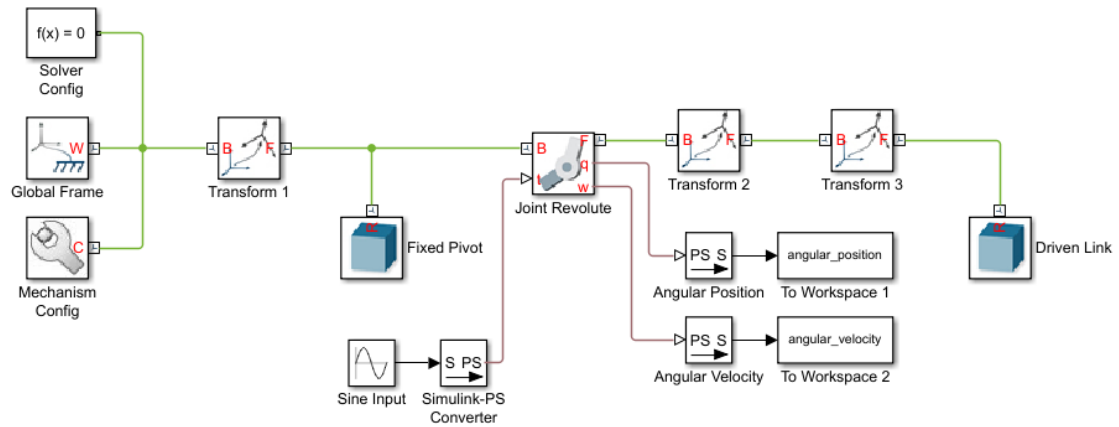 f(x) = 0
Solver
Config
W
Global Frame
C
Mechanism
Config
B
F
Transform 1
R
Fixed Pivot
B
F
q
t
w
Joint Revolute
B
F
Transform 2
B
F
Transform 3
R
Driven Link
PS S
Angular Position
angular_position
To Workspace 1
PS S
Angular Velocity
angular_velocity
To Workspace 2
Sine Input
S PS
Simulink-PS
Converter